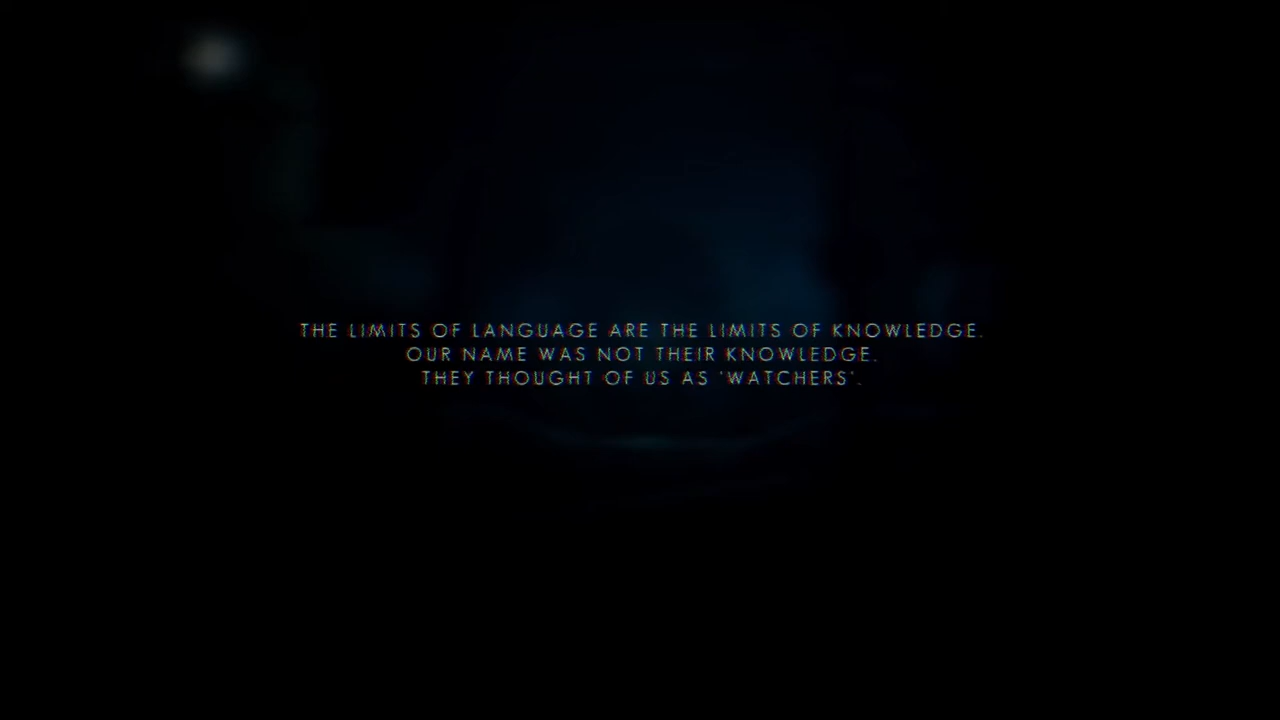 THE LIMITS OF LANGUAGE ARE THE LIMITS OF KNOWLEDGE.
OUR NAME WAS NOT THEIR KNOWLEDGE.
THEY THOUGHT OF US AS 'WATCHERS'.